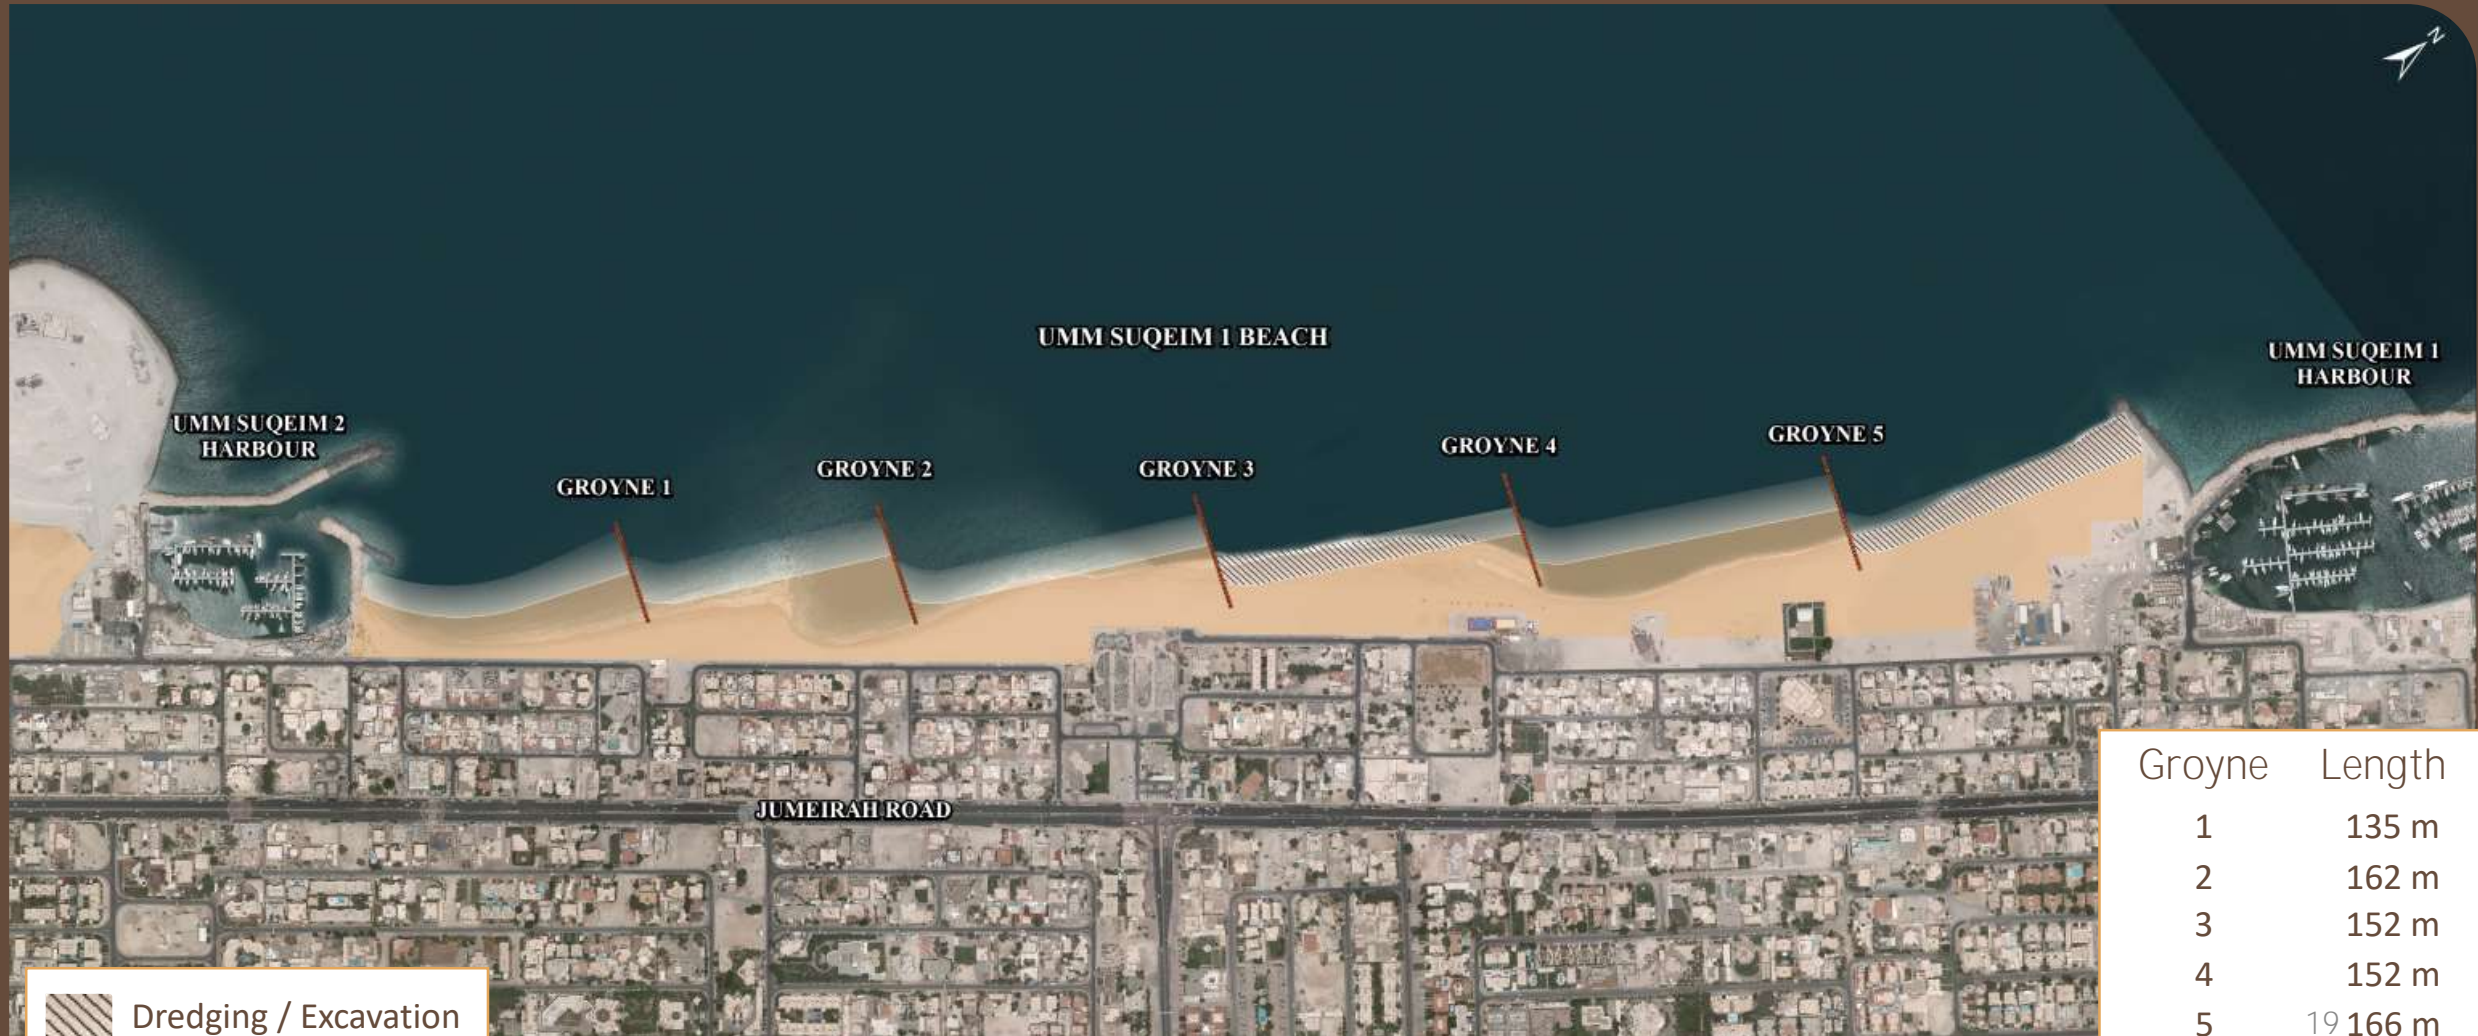 N
UMM SUQEIM 1 BEACH
UMM SUQEIM 1
HARBOUR
UMM SUQEIM 2
HARBOUR
GROYNE 1
GROYNE 2
GROYNE 3
GROYNE 4
GROYNE 5
JUMEIRAH ROAD
Groyne Length
1 135 m
2 162 m
3 152 m
4 152 m
5 166 m
19
Dredging / Excavation